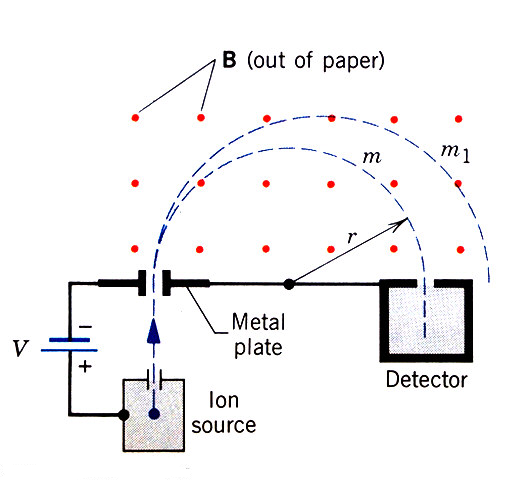 B (out of paper)
m
m1
r
Metal
plate
V
−
+
Ion
source
Detector